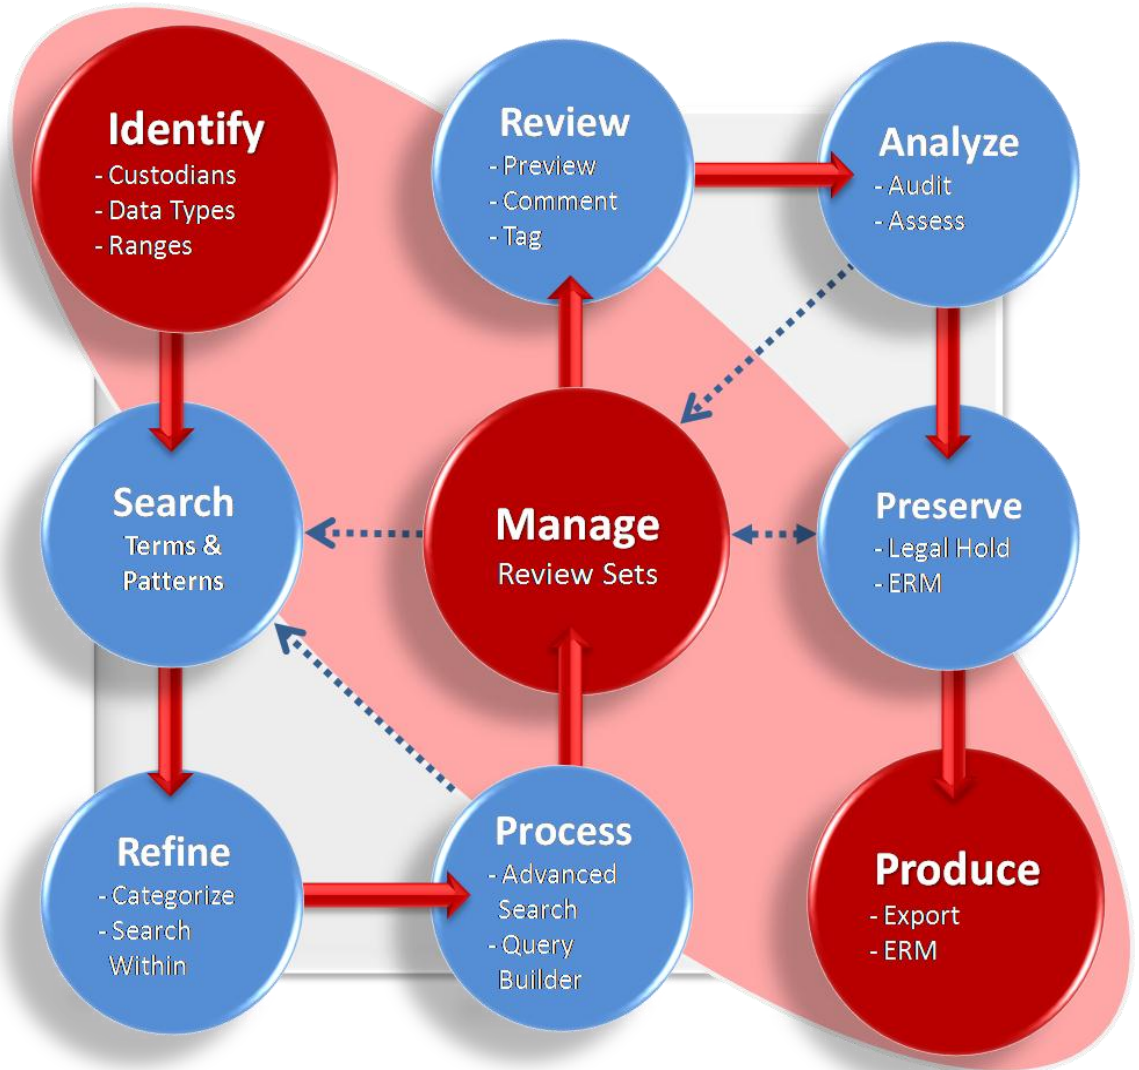 Identify
- Custodians
- Data Types
- Ranges
Review
- Preview
- Comment
- Tag
Analyze
- Audit
- Assess
Search
Terms &
Patterns
Manage
Review Sets
Preserve
- Legal Hold
- ERM
Refine
- Categorize
- Search
Within
Process
- Advanced
Search
- Query
Builder
Produce
- Export
- ERM